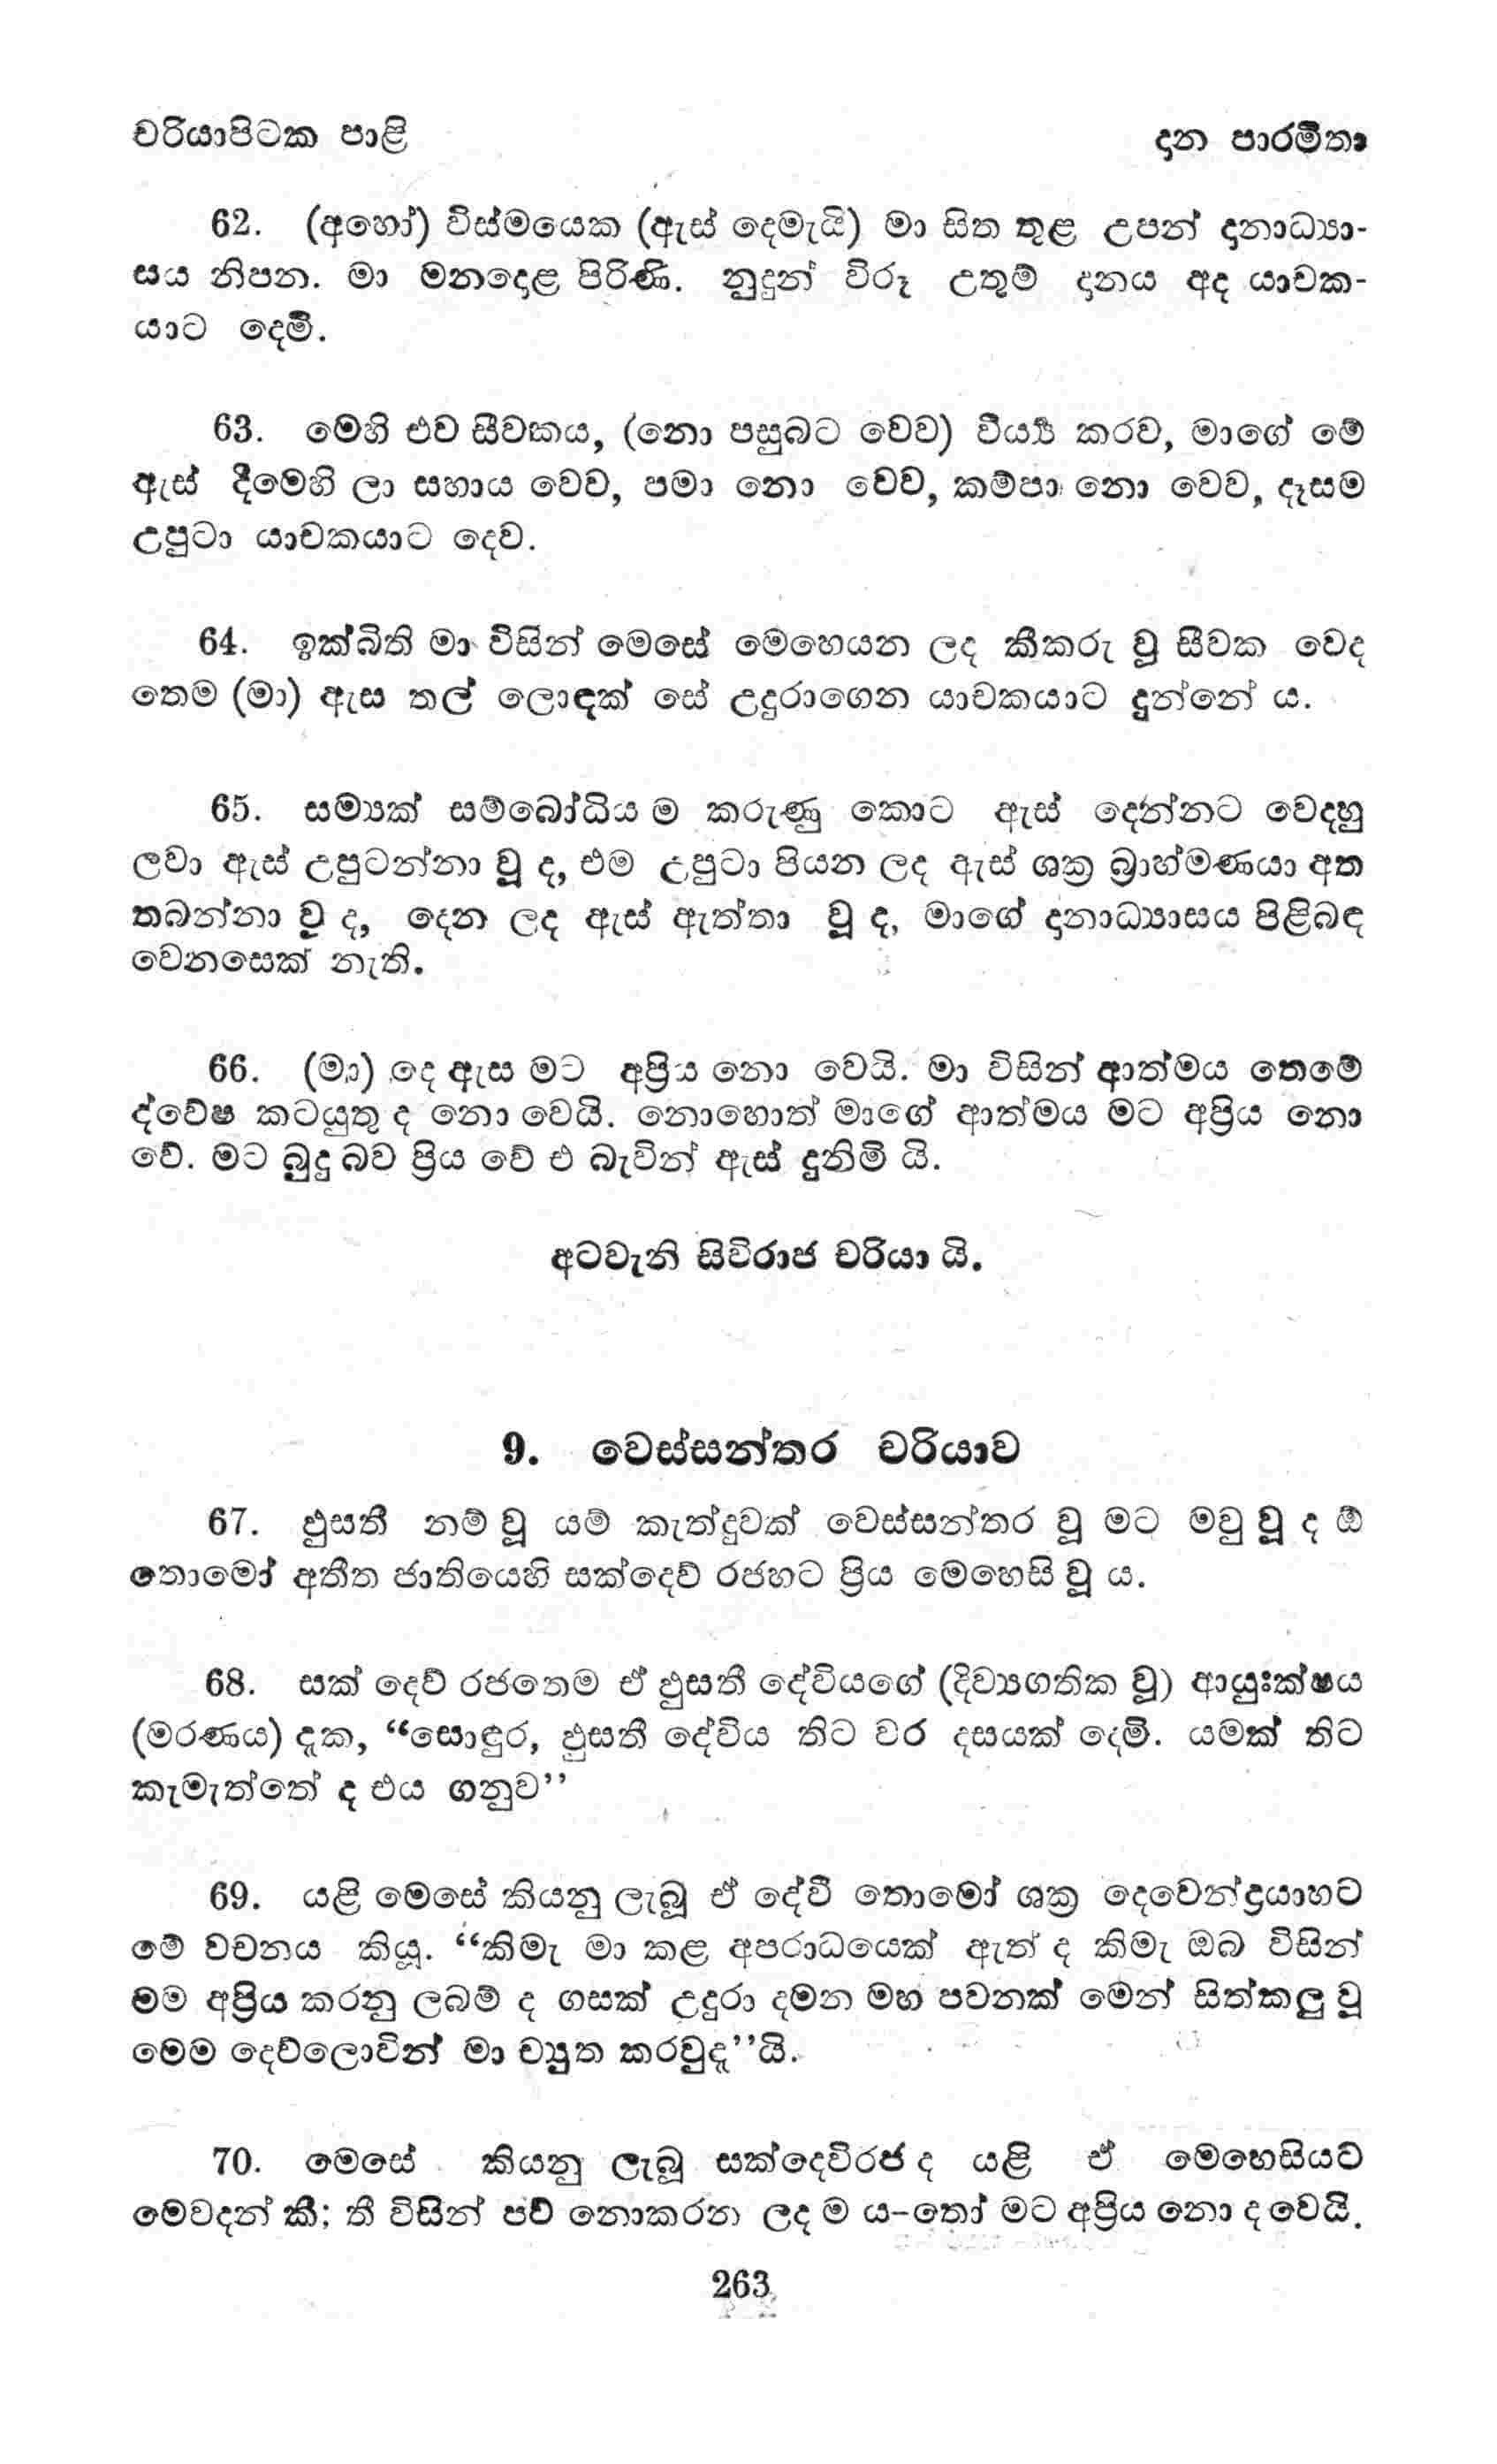 චරියාපිටක පාළි දාන පාරමිතා
62. (අහෝ) විස්මයෙක (ඇස් දෙමැයි) මා සිත තුළ උපන් දානාධ්‍යා-
සය නිපන. මා මනදොළ පිරිණි. නුදුන් විරූ උතුම් දානය අද යාචක-
යාට දෙමි.
63. මෙහි එව සීවකය, (නො පසුබට වෙව) වීර්‍ය්‍ය කරව, මාගේ මේ
ඇස් දීමෙහි ලා සහාය වෙව, පමා නො වෙව, කම්පා නො වෙව, දෑසම
උපුටා යාචකයාට දෙව.
64. ඉක්බිති මා විසින් මෙසේ මෙහෙයන ලද කීකරු වූ සීවක වෙද
තෙම (මා) ඇස තල් ලොඳක් සේ උදුරාගෙන යාචකයාට දුන්නේ ය.
65. සම්‍යක් සම්බෝධිය ම කරුණු කොට ඇස් දෙන්නට වෙදහු
ලවා ඇස් උපුටන්නා වූ ද, එම උපුටා පියන ලද ඇස් ශක්‍ර බ්‍රාහ්මණයා අත
තබන්නා වූ ද, දෙන ලද ඇස් ඇත්තා වූ ද, මාගේ දානාධ්‍යාසය පිළිබඳ
වෙනසෙක් නැති.
66. (මා) දෙ ඇස මට අප්‍රිය නො වෙයි. මා විසින් ආත්මය තෙමේ
ද්වේෂ කටයුතු ද නො වෙයි. නොහොත් මාගේ ආත්මය මට අප්‍රිය නො
වේ. මට බුදු බව ප්‍රිය වේ එ බැවින් ඇස් දුනිමි යි.
අටවැනි සිවිරාජ චරියා යි.
9. වෙස්සන්තර චරියාව
67. ඵුසතී නම් වූ යම් කැත්දුවක් වෙස්සන්තර වූ මට මවු වූ ද ඕ
තොමෝ අතීත ජාතියෙහි සක්දෙව් රජහට ප්‍රිය මෙහෙසි වූ ය.
68. සක් දෙව් රජතෙම ඒ ඵුසතී දේවියගේ (දිව්‍යගතික වූ) ආයුඃක්ෂය
(මරණය) දැක, “සොඳුර, ඵුසතී දේවිය තිට වර දසයක් දෙමි. යමක් තිට
කැමැත්තේ ද එය ගනුව”
69. යළි මෙසේ කියනු ලැබූ ඒ දේවී තොමෝ ශක්‍ර දෙවෙන්ද්‍රයාහට
මේ වචනය කියූ. “කිමැ මා කළ අපරාධයෙක් ඇත් ද කිමැ ඔබ විසින්
මම අප්‍රිය කරනු ලබම් ද ගසක් උදුරා දමන මහ පවනක් මෙන් සිත්කලු වූ
මෙම දෙව්ලොවින් මා ච්‍යුත කරවුදැ”යි.
70. මෙසේ කියනු ලැබූ සක්දෙවිරජ ද යළි ඒ මෙහෙසියට
මෙවදන් කී; තී විසින් පව් නොකරන ලද ම ය-තෝ මට අප්‍රිය නො ද වෙයි.
263